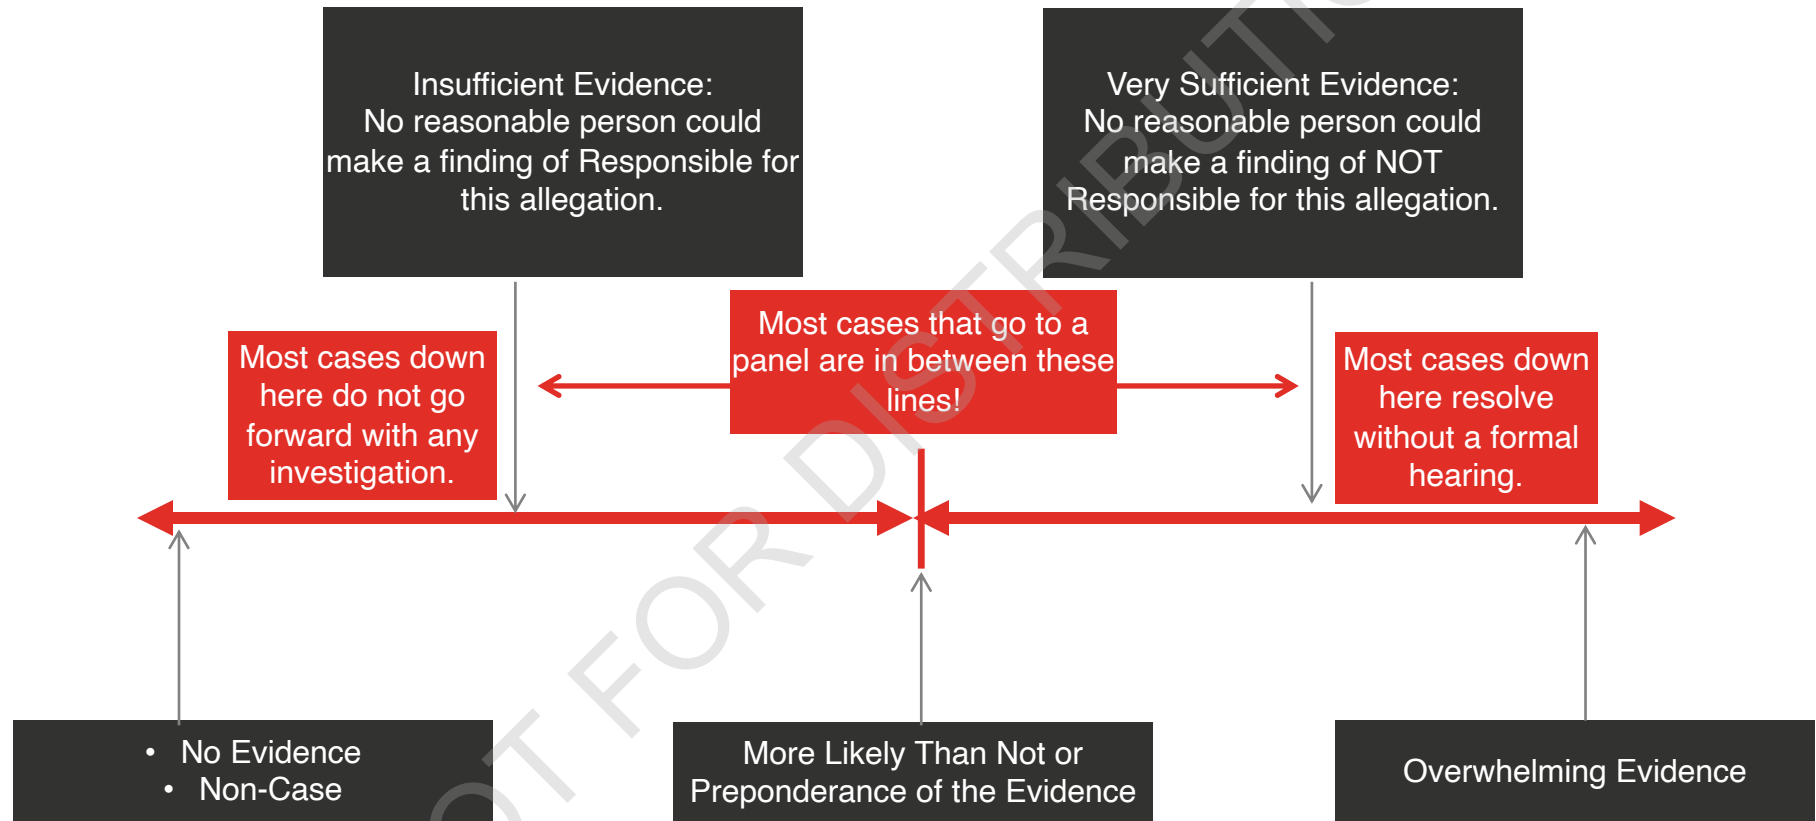 Insufficient Evidence:
No reasonable person could
make a finding of Responsible for
this allegation.
Very Sufficient Evidence:
No reasonable person could
make a finding of NOT
Responsible for this allegation.
Most cases down
here do not go
forward with any
investigation.
Most cases that go to a
panel are in between these
lines!
Most cases down
here resolve
without a formal
hearing.
• No Evidence
• Non-Case
More Likely Than Not or
Preponderance of the Evidence
Overwhelming Evidence
OT FOR DISTRIBUTIO